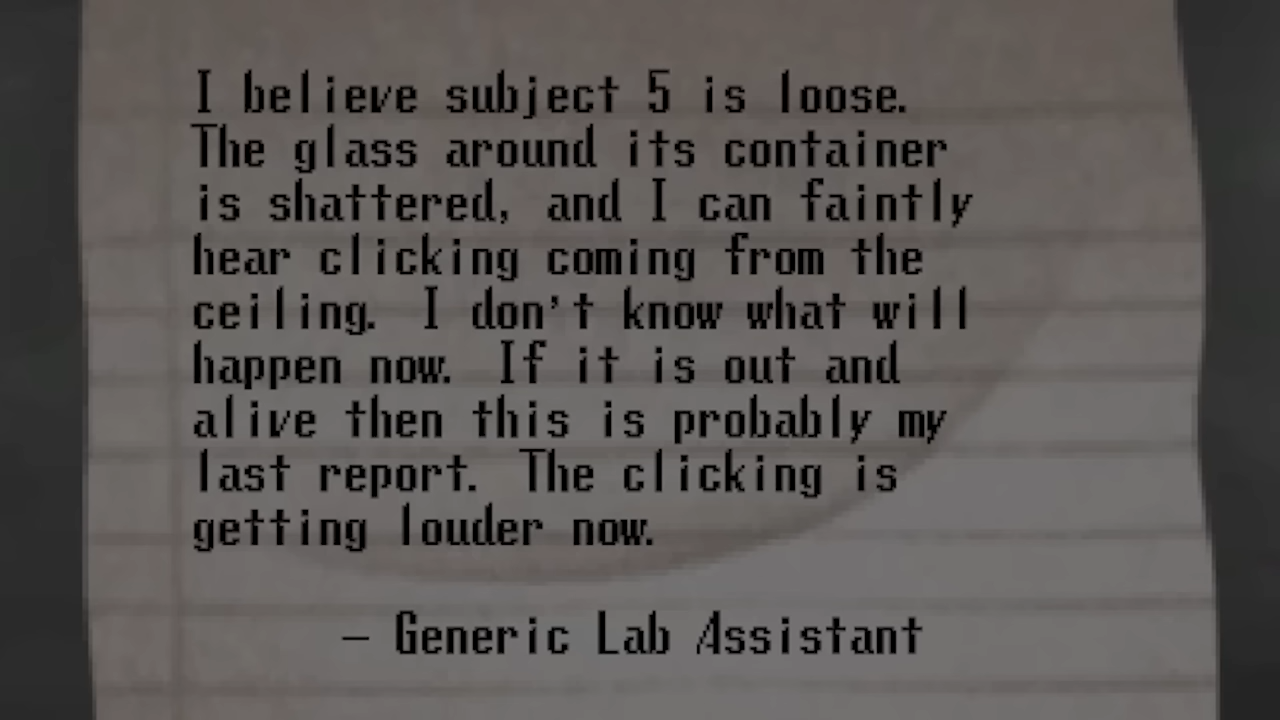 I believe subject 5 is loose.
The glass around its container
is shattered, and I can faintly
hear clicking coming from the
ceiling. I don't know what will
happen now. If it is out and
alive then this is probably my
last report. The clicking is
getting louder now.
– Generic Lab Assistant